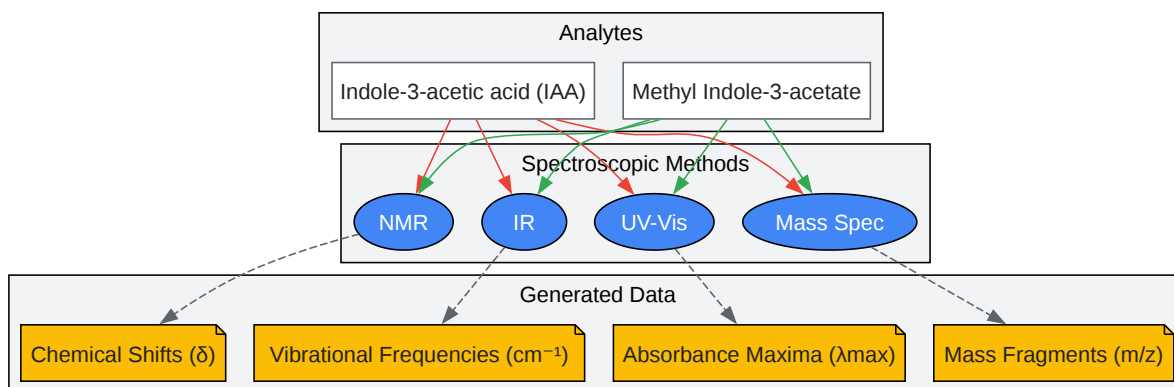 Analytes
Indole-3-acetic acid (IAA)
Methyl Indole-3-acetate
Spectroscopic Methods
NMR
IR
UV-Vis
Mass Spec
Generated Data
Chemical Shifts (δ)
Vibrational Frequencies (cm⁻¹)
Absorbance Maxima (λmax)
Mass Fragments (m/z)